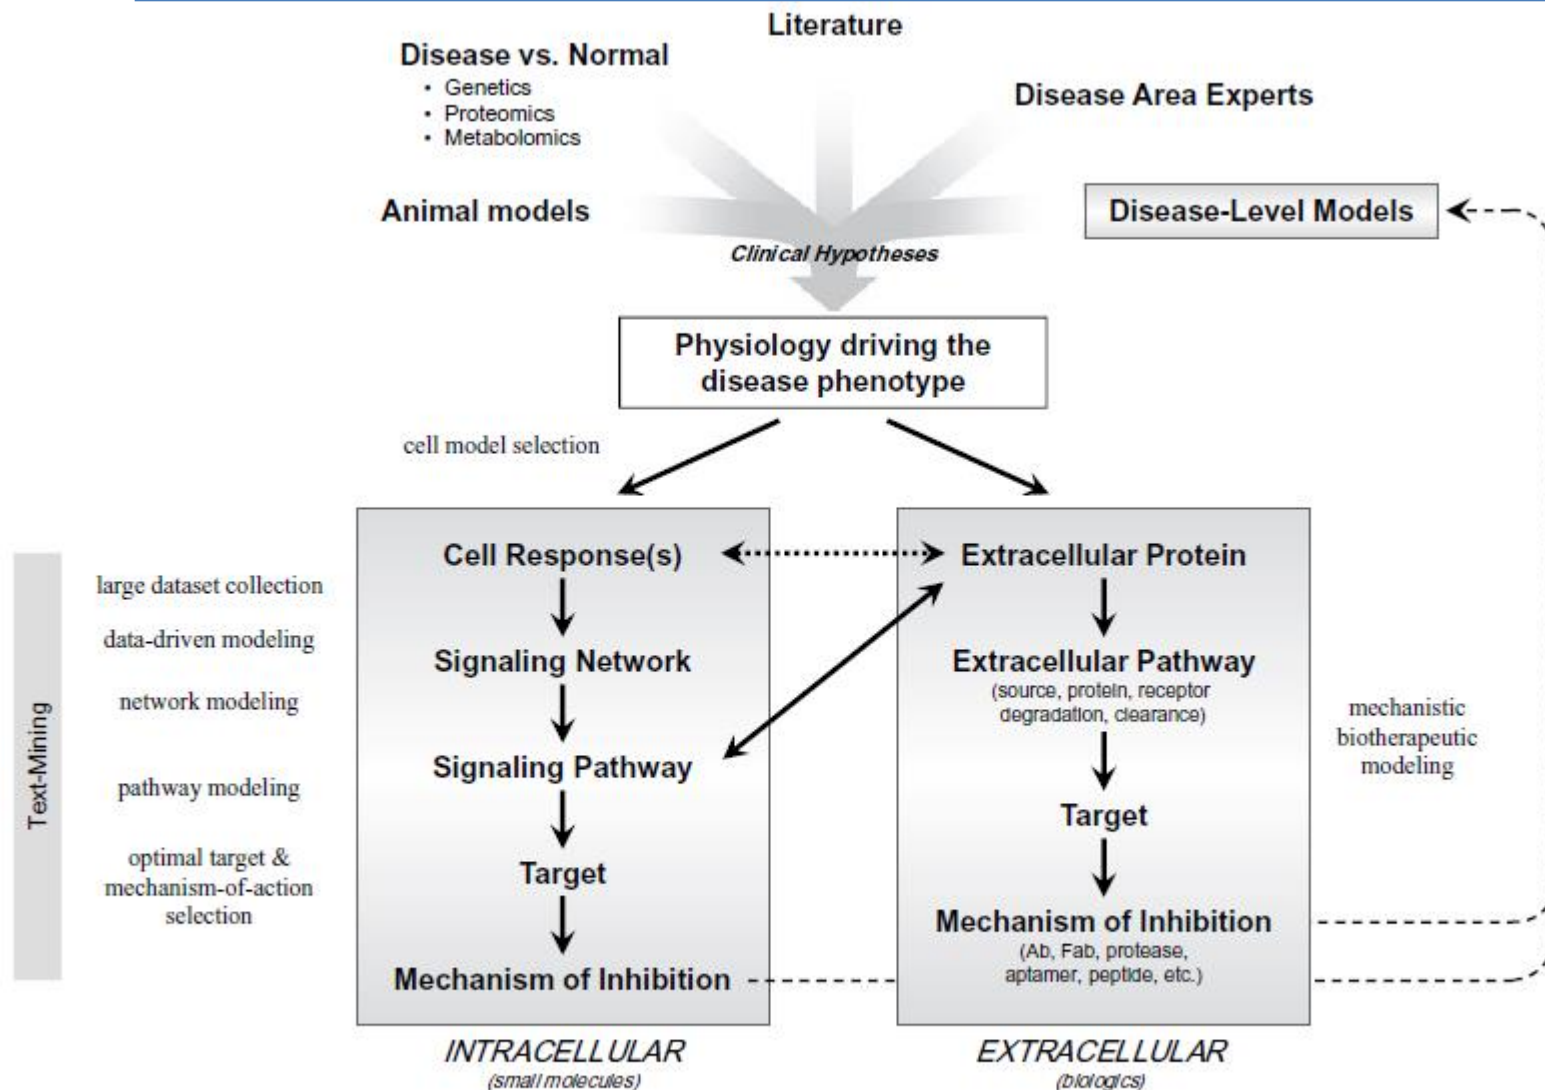 Literature
Disease vs. Normal
• Genetics
• Proteomics
• Metabolomics
Disease Area Experts
Animal models
Disease-Level Models
Clinical Hypotheses
Physiology driving the
disease phenotype
cell model selection
Text-Mining
large dataset collection
data-driven modeling
network modeling
pathway modeling
optimal target &
mechanism-of-action
selection
Cell Response(s)
Signaling Network
Signaling Pathway
Target
Mechanism of Inhibition
INTRACELLULAR
(small molecules)
Extracellular Protein
Extracellular Pathway
(source, protein, receptor
degradation, clearance)
Target
Mechanism of Inhibition
(Ab, Fab, protease,
aptamer, peptide, etc.)
EXTRACELLULAR
(biologics)
mechanistic
biotherapeutic
modeling